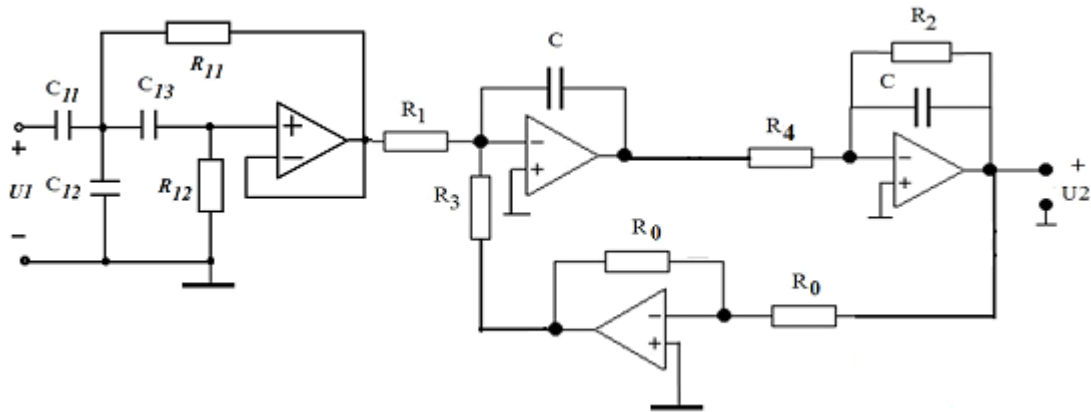 C11
C13
R11
C12
R12
+
U1
−
+
−
R1
C
−
+
R3
R4
R2
C
−
+
+
U2
R0
R0
−
+